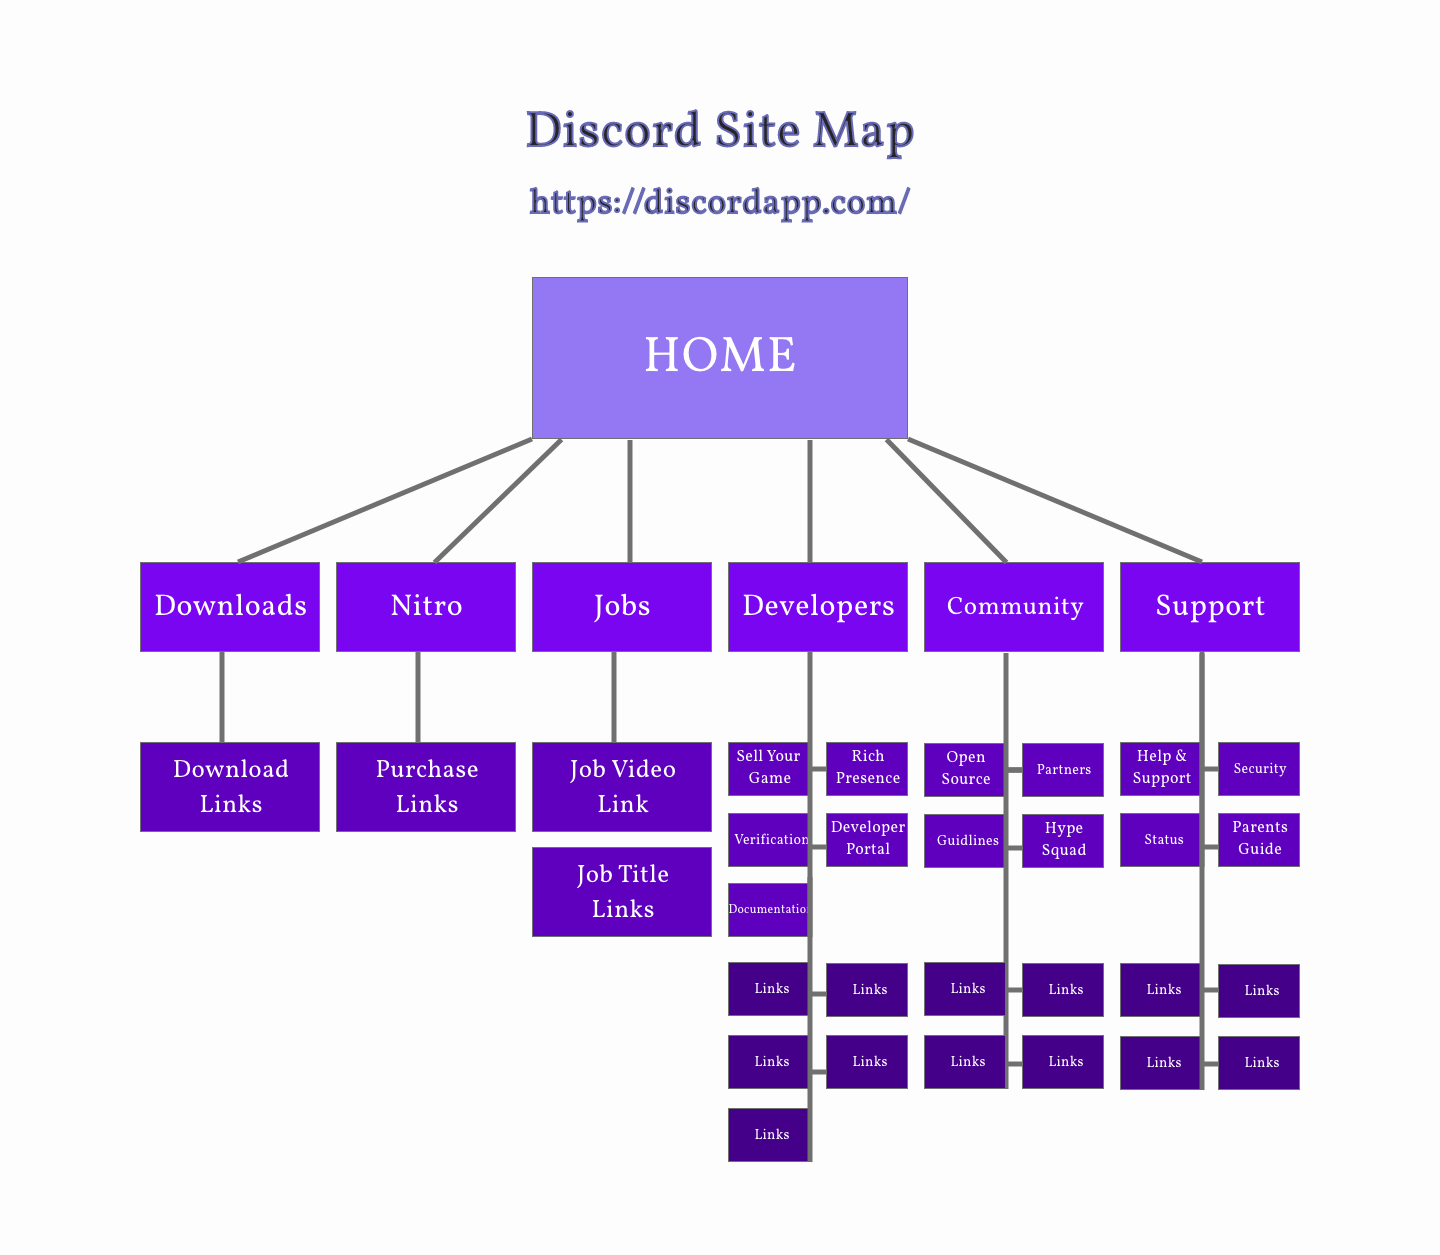 Discord Site Map
https://discordapp.com/
HOME
Downloads
Nitro
Jobs
Developers
Community
Support
Download
Links
Purchase
Links
Job Video
Link
Job Title
Links
Sell Your
Game
Rich
Presence
Verification
Developer
Portal
Documentation
Open
Source
Partners
Guidlines
Hype
Squad
Help &
Support
Security
Status
Parents
Guide
Links
Links
Links
Links
Links
Links
Links
Links
Links
Links
Links
Links
Links